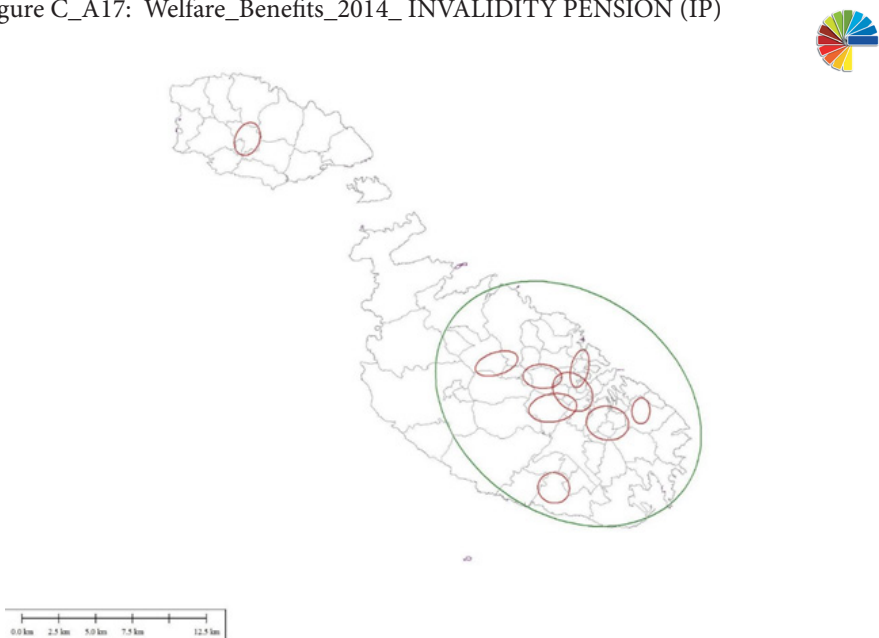 gure C_A17: Welfare_Benefits_2014_ INVALIDITY PENSION (IP)
0.0 km 2.5 km 5.0 km 7.5 km 12.5 km